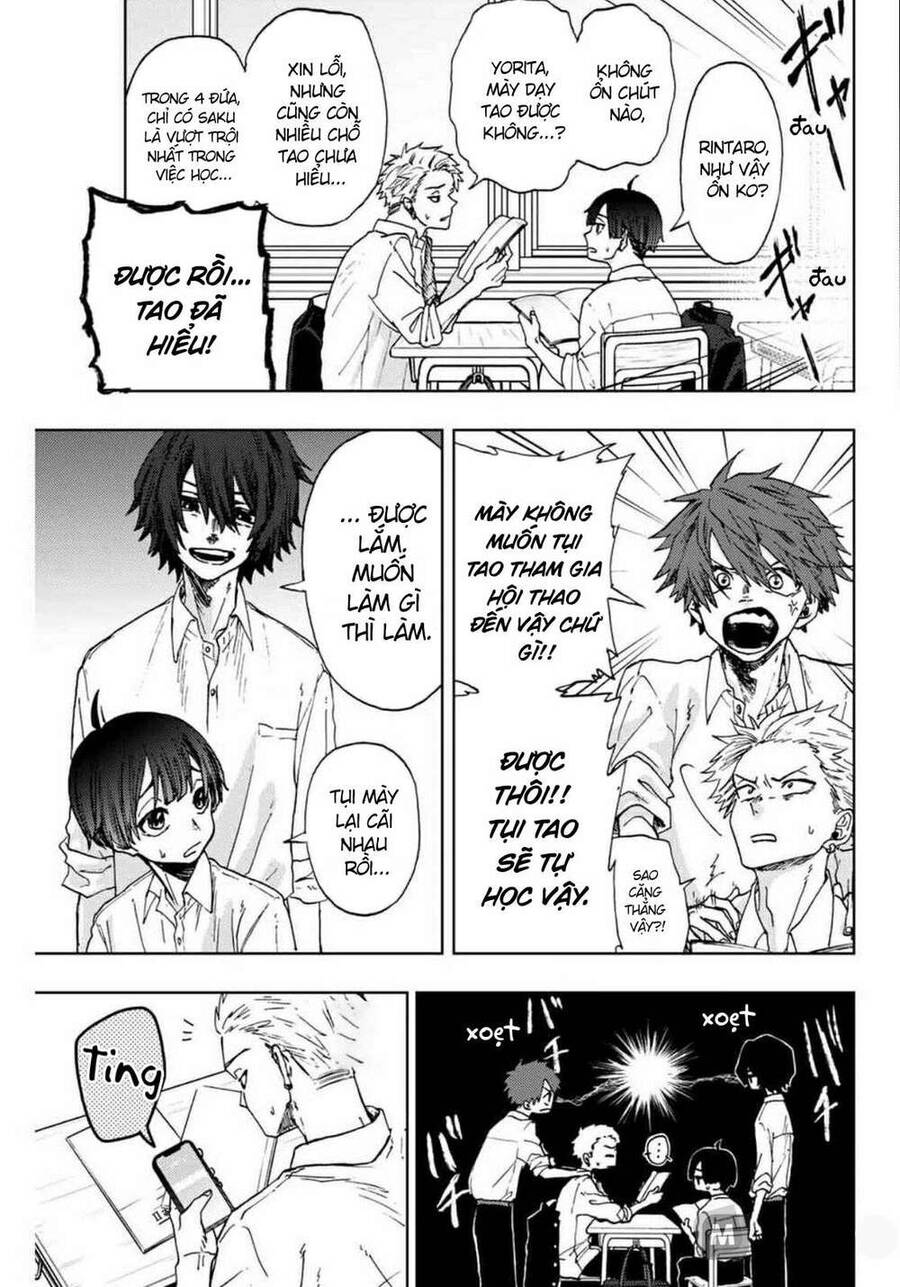 RINTARO,
NHƯ VẬY
ỔN KO?
KHÔNG
ỔN CHÚT
NÀO,
YORITA,
MÀY DẠY
TAO ĐƯỢC
KHÔNG...?
XIN LỖI,
NHƯNG
CŨNG CÒN
NHIỀU CHỖ
TAO CHƯA
HIỂU...
TRONG 4 ĐỨA,
CHỈ CÓ SAKU
LÀ VƯỢT TRỘI
NHẤT TRONG
VIỆC HỌC...
đau
đau
ĐƯỢC RỒI...
TAO ĐÃ
HIỂU!
MÀY KHÔNG
MUỐN TỤI
TAO THAM GIA
HỘI THAO
ĐẾN VẬY CHỨ
GÌ!!
ĐƯỢC
THÔI!!
TỤI TAO
SẼ TỰ
HỌC VẬY.
SAO
CĂNG
THẲNG
VẬY?!
... ĐƯỢC
LẮM,
MUỐN
LÀM GÌ
THÌ LÀM.
TỤI MÀY
LẠI CÃI
NHAU
RỒI...
xoẹt
xoẹt
...
M
Ting